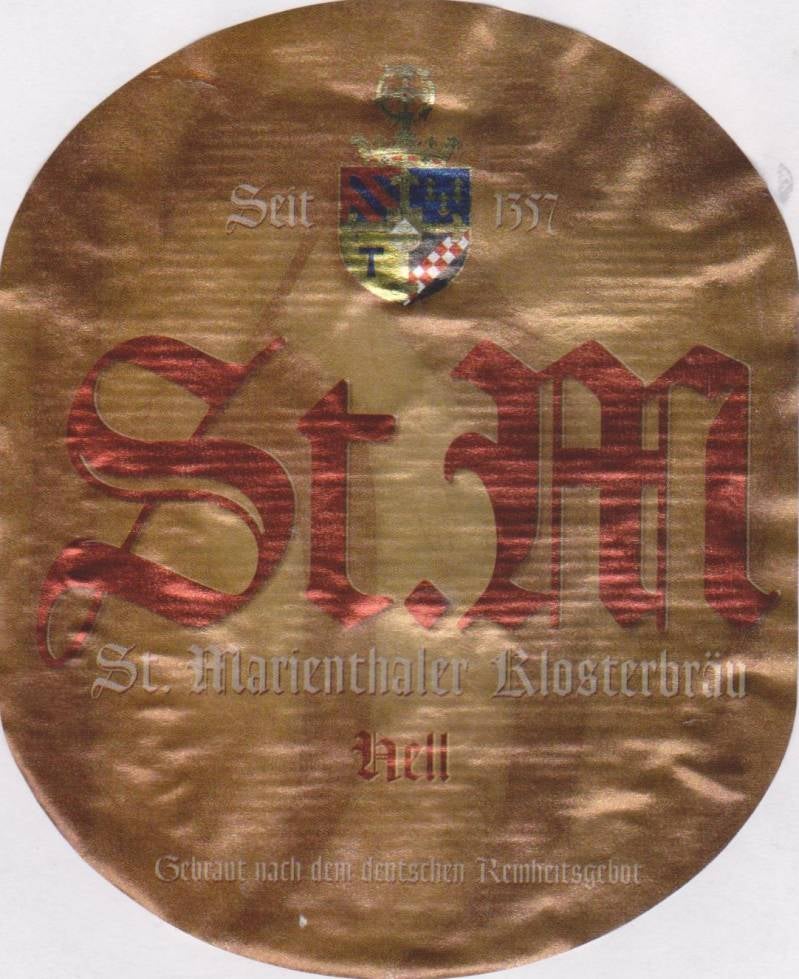 Seit 1357
St. M
St. Marienthaler Klosterbräu
Hell
Gebraut nach dem deutschen Reinheitsgebot